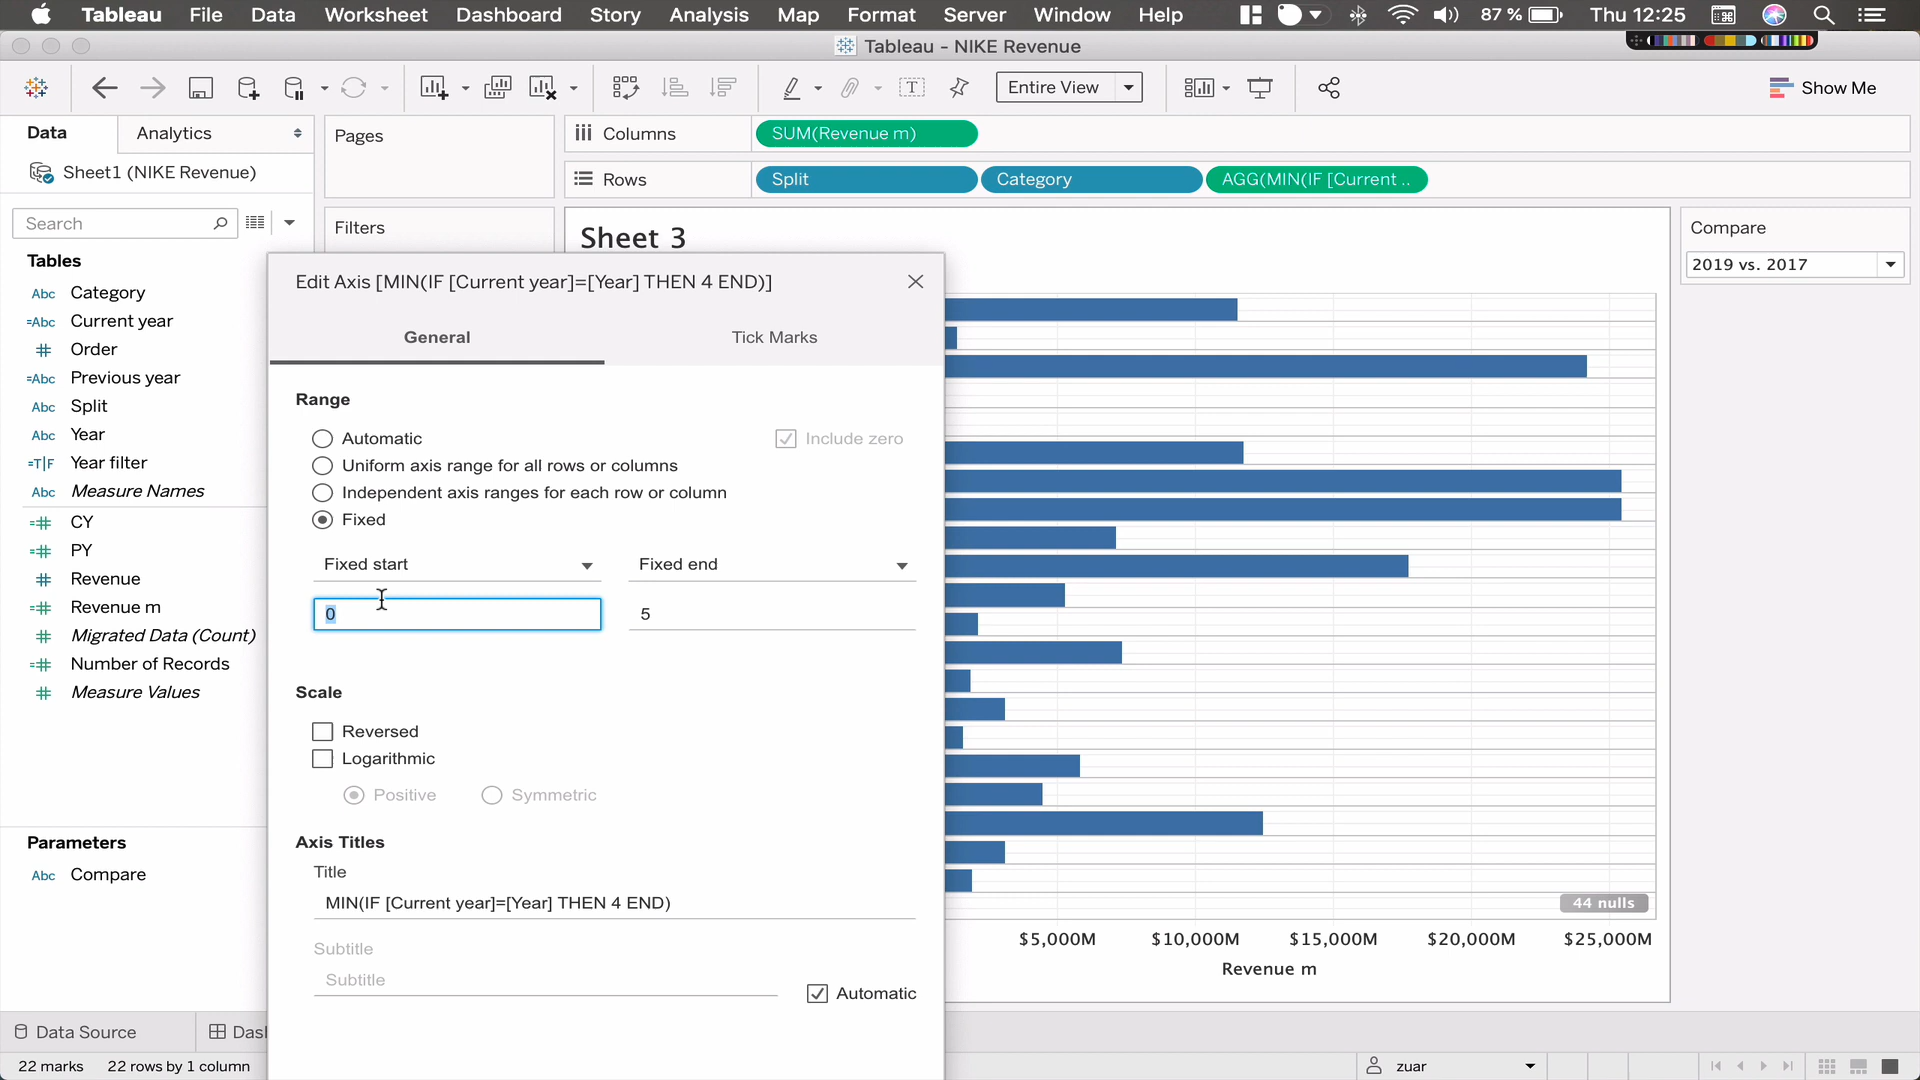 Tableau File Data Worksheet Dashboard Story Analysis Map Format Server Window Help 87 % Thu 12:25
Tableau - NIKE Revenue
Entire View
Show Me
Data
Analytics
Sheet1 (NIKE Revenue)
Search
Tables
Abc Category
=Abc Current year
# Order
=Abc Previous year
Abc Split
Abc Year
=T|F Year filter
Abc Measure Names
=# CY
=# PY
# Revenue
=# Revenue m
=# Migrated Data (Count)
=# Number of Records
# Measure Values
Parameters
Abc Compare
Pages
Filters
Columns
SUM(Revenue m)
Rows
Split
Category
AGG(MIN(IF [Current ..
Sheet 3
Compare
2019 vs. 2017
Edit Axis [MIN(IF [Current year]=[Year] THEN 4 END)]
General
Tick Marks
Range
Automatic
Include zero
Uniform axis range for all rows or columns
Independent axis ranges for each row or column
Fixed
Fixed start
Fixed end
0
5
Scale
Reversed
Logarithmic
Positive
Symmetric
Axis Titles
Title
MIN(IF [Current year]=[Year] THEN 4 END)
Subtitle
Subtitle
Automatic
44 nulls
$5,000M $10,000M $15,000M $20,000M $25,000M
Revenue m
Data Source
Das
22 marks 22 rows by 1 column
zuar